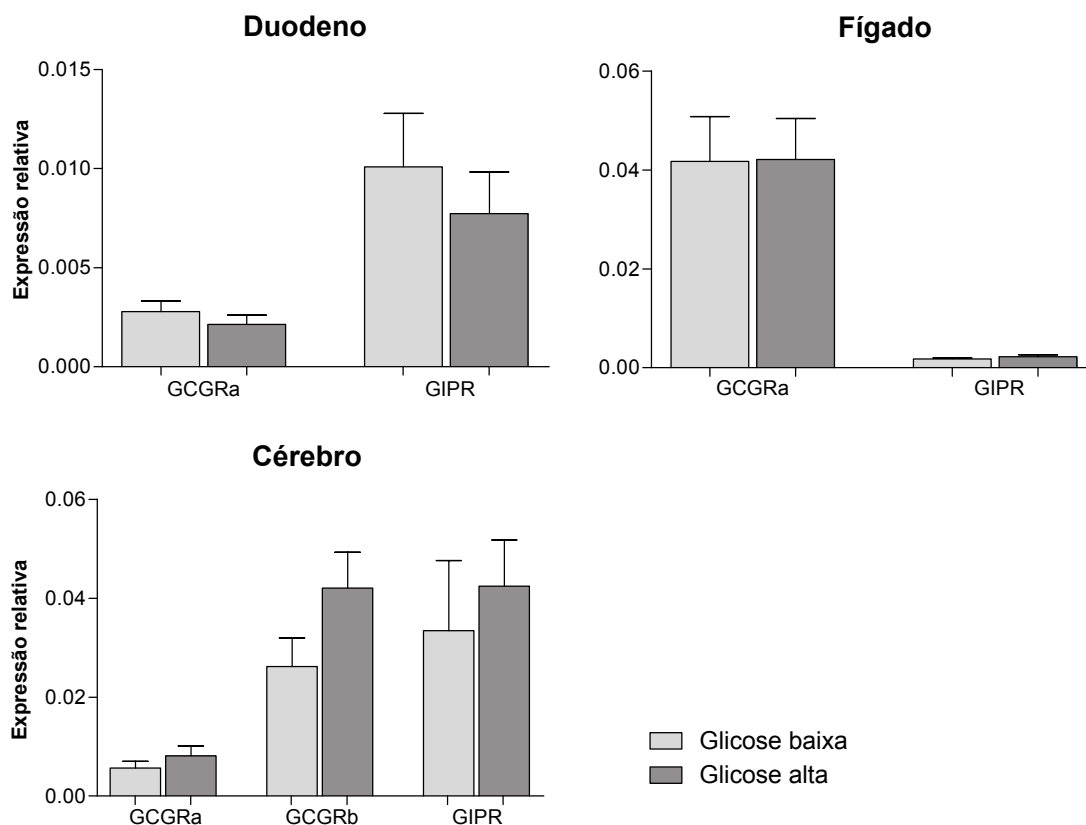 Duodeno
Expressão relativa
0.015
0.010
0.005
0.000
GCGRa GIPR
Fígado
0.06
0.04
0.02
0.00
GCGRa GIPR
Cérebro
Expressão relativa
0.06
0.04
0.02
0.00
GCGRa GCGRb GIPR
Glicose baixa
Glicose alta